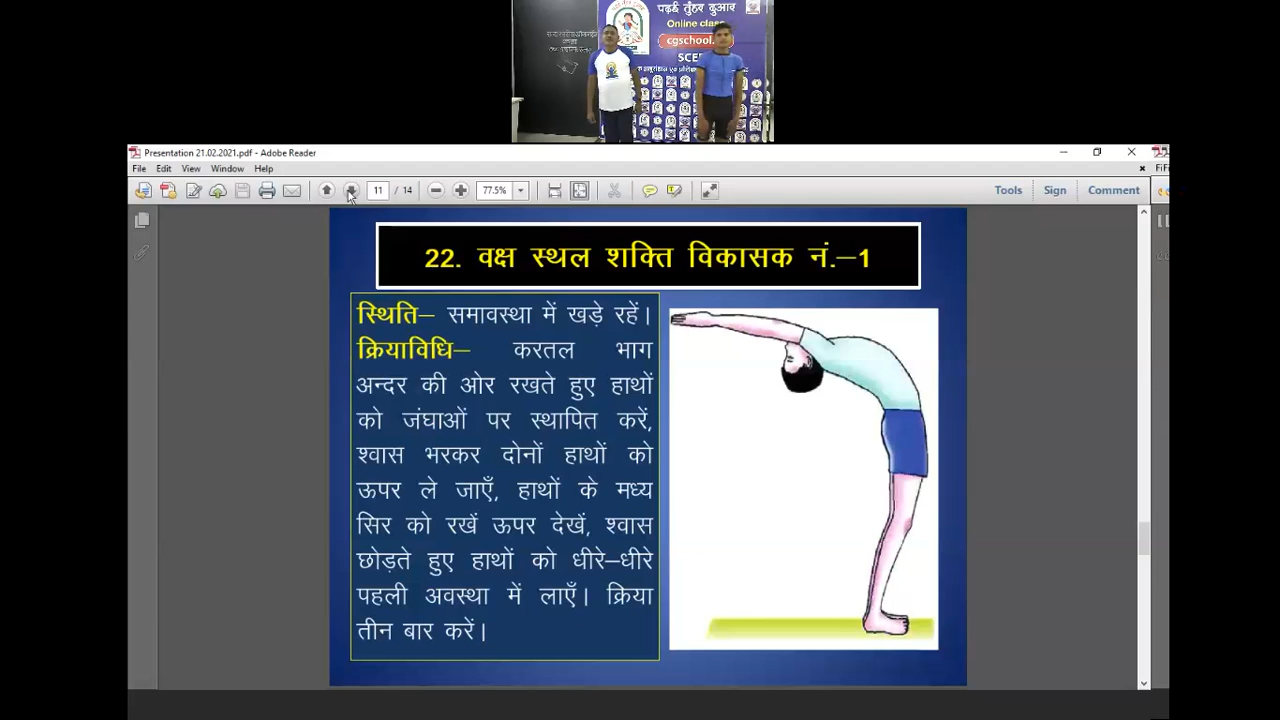 पढ़ई तुंहर दुआर
Online class
cgschool.
SCE
Presentation 21.02.2021.pdf - Adobe Reader
File Edit View Window Help
11 / 14 77.5% Tools Sign Comment
22. वक्ष स्थल शक्ति विकासक नं.–1
स्थिति– समावस्था में खड़े रहें।
क्रियाविधि– करतल भाग
अन्दर की ओर रखते हुए हाथों
को जंघाओं पर स्थापित करें,
श्वास भरकर दोनों हाथों को
ऊपर ले जाएँ, हाथों के मध्य
सिर को रखें ऊपर देखें, श्वास
छोड़ते हुए हाथों को धीरे–धीरे
पहली अवस्था में लाएँ। क्रिया
तीन बार करें।